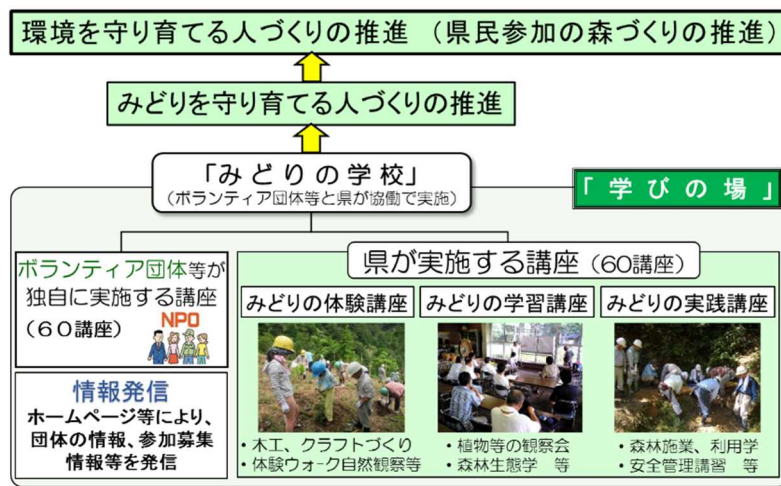 環境を守り育てる人づくりの推進 （県民参加の森づくりの推進）
みどりを守り育てる人づくりの推進
「みどりの学校」
（ボランティア団体等と県が協働で実施）
「学びの場」
ボランティア団体等が
独自に実施する講座
（６０講座）
NPO
情報発信
ホームページ等により、
団体の情報、参加募集
情報等を発信
県が実施する講座（60講座）
みどりの体験講座
・木工、クラフトづくり
・体験ウォーク自然観察等
みどりの学習講座
・植物等の観察会
・森林生態学 等
みどりの実践講座
・森林施業、利用学
・安全管理講習 等